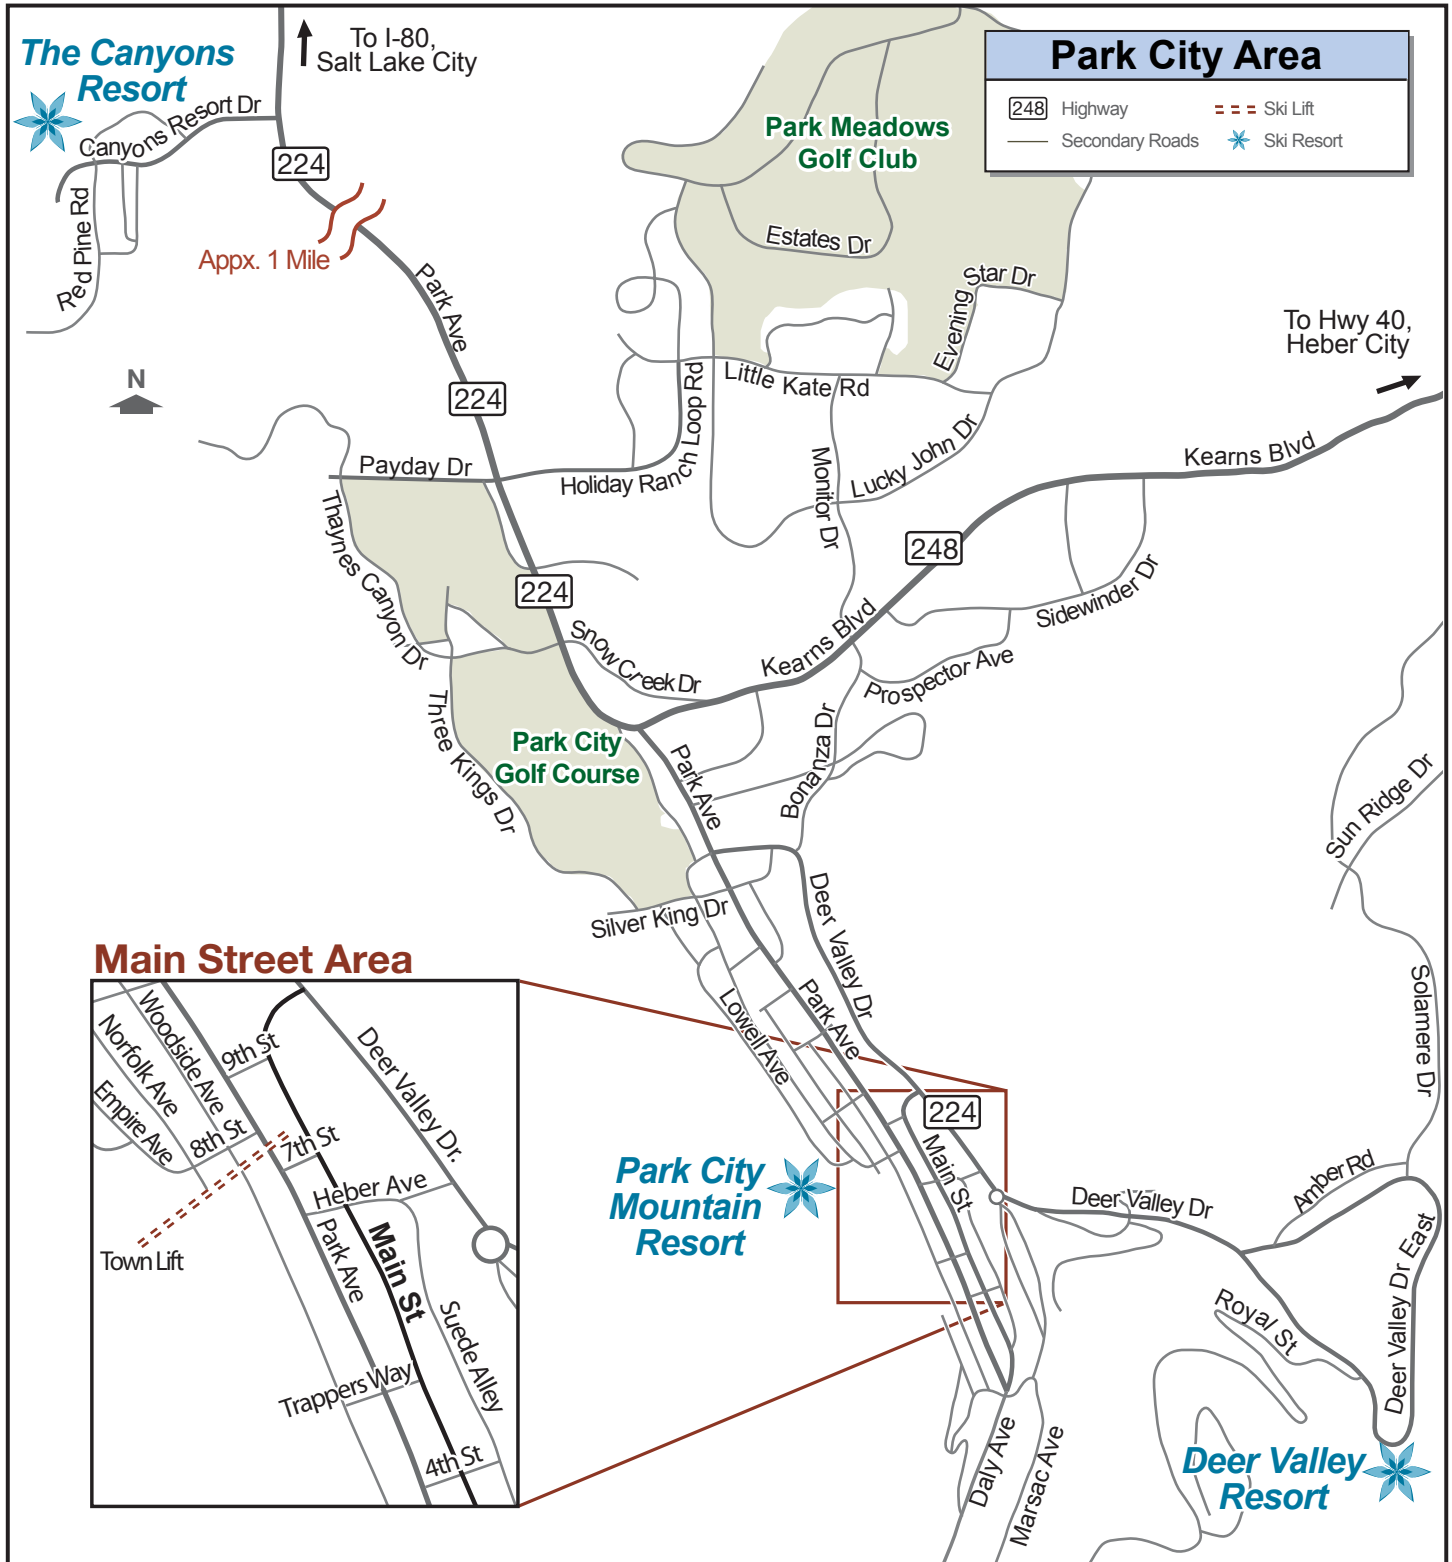 The Canyons
Resort
To I-80,
Salt Lake City
Park City Area
248 Highway
Ski Lift
Secondary Roads
Ski Resort
Canyons Resort Dr
224
Red Pine Rd
Appx. 1 Mile
Park Ave
Park Meadows
Golf Club
Estates Dr
Evening Star Dr
To Hwy 40,
Heber City
N
224
Little Kate Rd
Holiday Ranch Loop Rd
Payday Dr
Monitor Dr
Lucky John Dr
Kearns Blvd
Thaynes Canyon Dr
248
224
Sidewinder Dr
Snow Creek Dr
Kearns Blvd
Prospector Ave
Three Kings Dr
Park City
Golf Course
Park Ave
Bonanza Dr
Sun Ridge Dr
Silver King Dr
Deer Valley Dr
Solamere Dr
Lowell Ave
Park Ave
224
Main St
Park City
Mountain
Resort
Deer Valley Dr
Amber Rd
Royal St
Deer Valley Dr East
Daly Ave
Marsac Ave
Deer Valley
Resort
Main Street Area
Woodside Ave
Norfolk Ave
Empire Ave
9th St
8th St
7th St
Deer Valley Dr.
Heber Ave
Town Lift
Park Ave
Main St
Suede Alley
Trappers Way
4th St